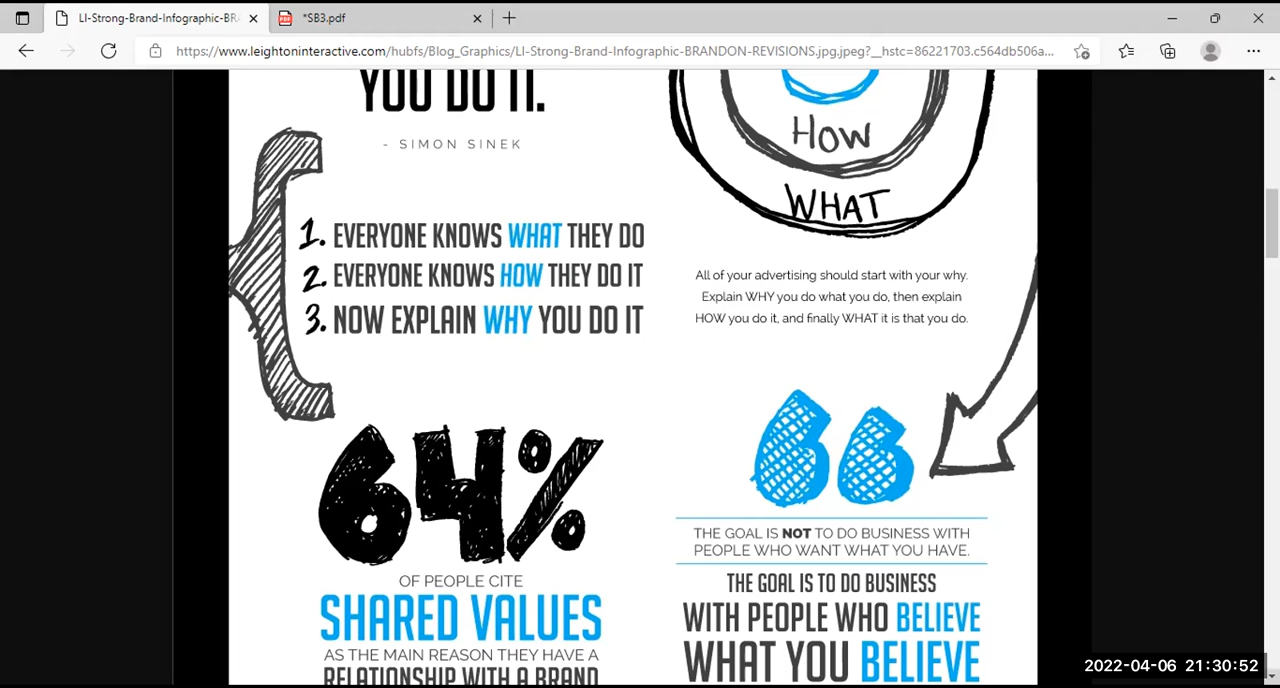 LI-Strong-Brand-Infographic-BRA
*SB3.pdf
https://www.leightoninteractive.com/hubfs/Blog_Graphics/LI-Strong-Brand-Infographic-BRANDON-REVISIONS.jpg.jpeg?__hstc=86221703.c564db506a...
YOU DO IT.
- SIMON SINEK
HOW
WHAT
1. EVERYONE KNOWS WHAT THEY DO
2. EVERYONE KNOWS HOW THEY DO IT
3. NOW EXPLAIN WHY YOU DO IT
All of your advertising should start with your why.
Explain WHY you do what you do, then explain
HOW you do it, and finally WHAT it is that you do.
64%
OF PEOPLE CITE
SHARED VALUES
AS THE MAIN REASON THEY HAVE A
RELATIONSHIP WITH A BRAND
THE GOAL IS NOT TO DO BUSINESS WITH
PEOPLE WHO WANT WHAT YOU HAVE.
THE GOAL IS TO DO BUSINESS
WITH PEOPLE WHO BELIEVE
WHAT YOU BELIEVE
2022-04-06 21:30:52